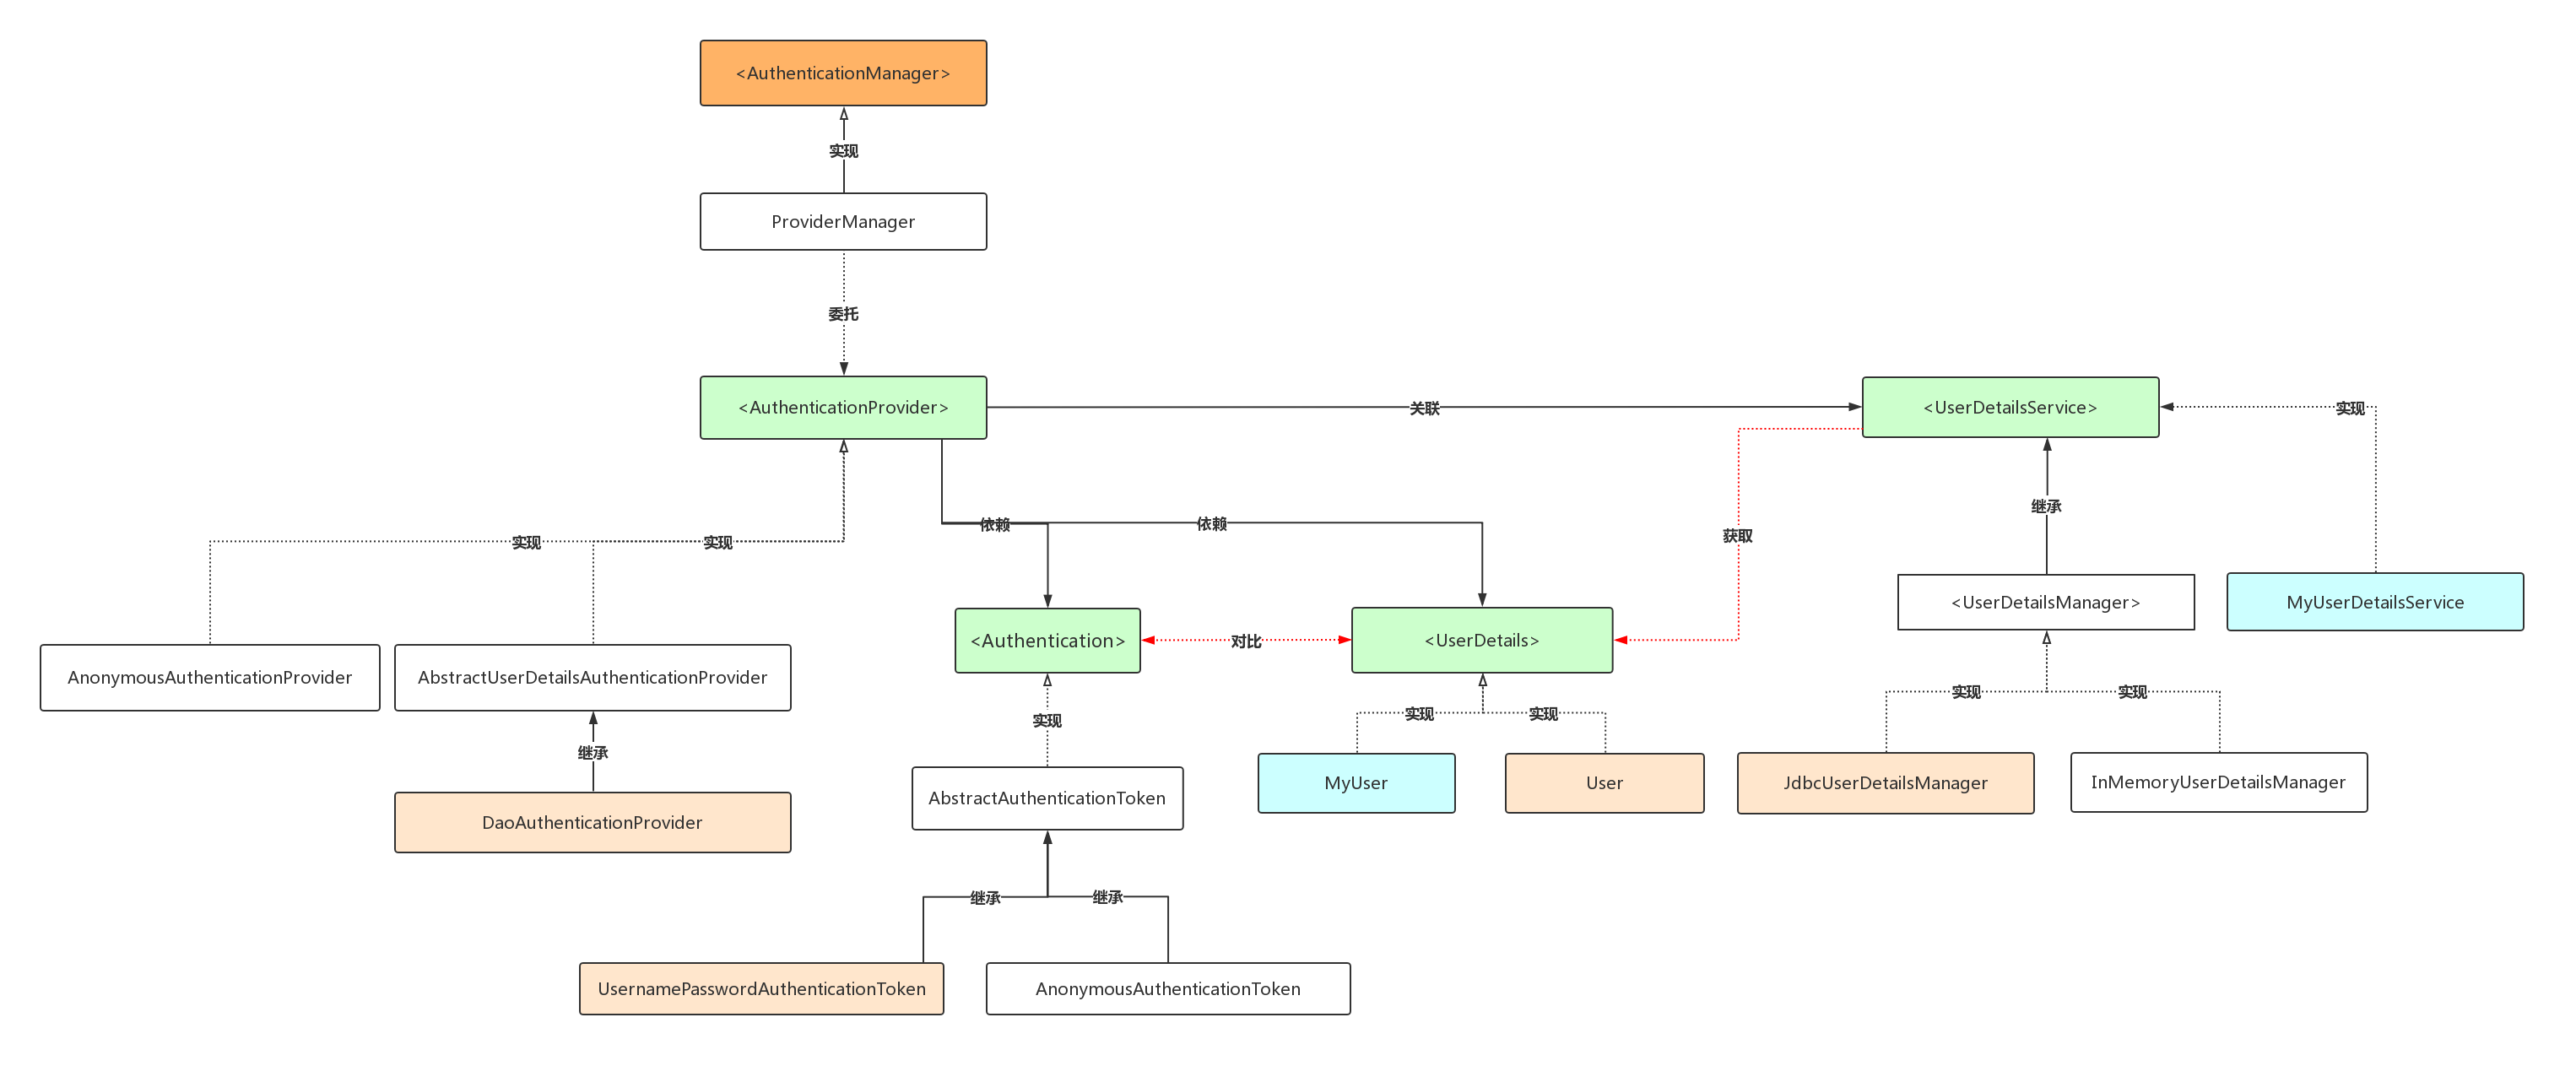 <AuthenticationManager>
实现
ProviderManager
委托
<AuthenticationProvider>
关联
<UserDetailsService>
实现
继承
依赖
依赖
获取
实现
实现
<UserDetailsManager>
MyUserDetailsService
<Authentication>
对比
<UserDetails>
AnonymousAuthenticationProvider
AbstractUserDetailsAuthenticationProvider
实现
实现
实现
实现
实现
继承
MyUser
User
JdbcUserDetailsManager
InMemoryUserDetailsManager
AbstractAuthenticationToken
DaoAuthenticationProvider
继承
继承
UsernamePasswordAuthenticationToken
AnonymousAuthenticationToken